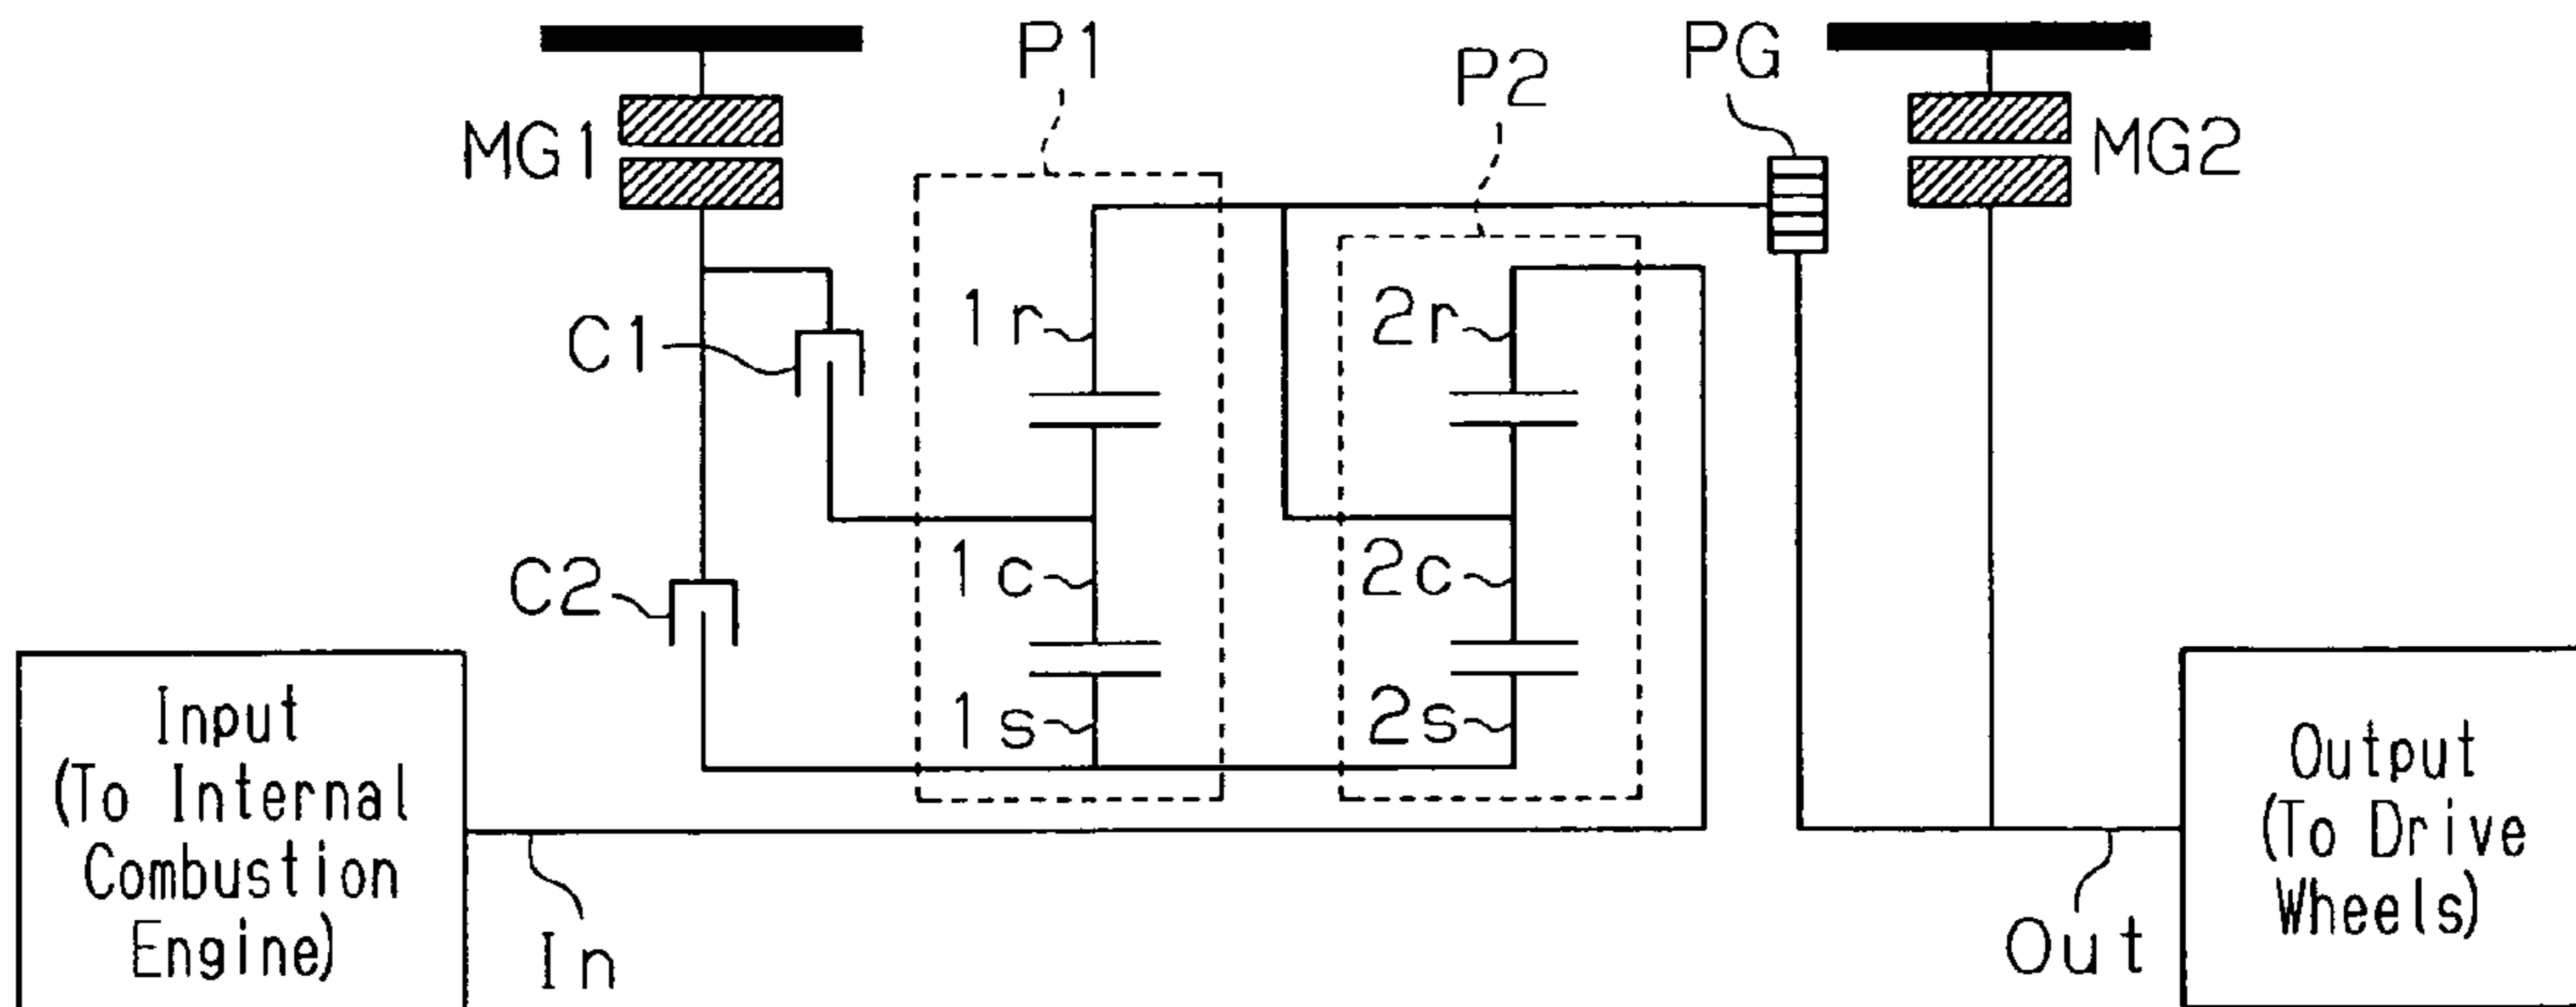 P1
P2
PG
MG1
MG2
C1
1r
2r
C2
1c
2c
1s
2s
Input
(To Internal
Combustion
Engine)
Output
(To Drive
Wheels)
In
Out